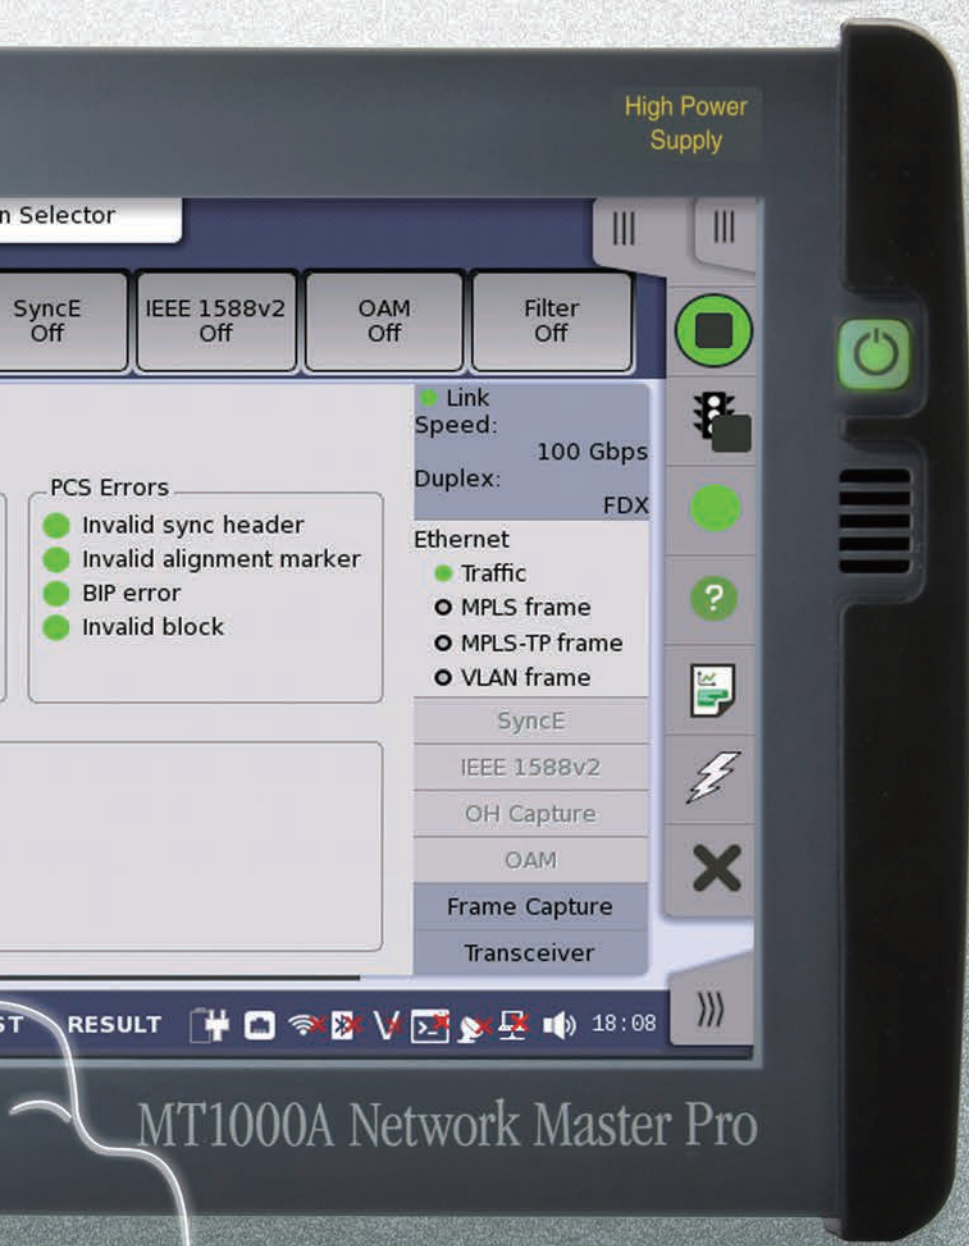 High Power
Supply
n Selector
SyncE
Off
IEEE 1588v2
Off
OAM
Off
Filter
Off
Link
Speed:
100 Gbps
Duplex:
FDX
PCS Errors
Invalid sync header
Invalid alignment marker
BIP error
Invalid block
Ethernet
Traffic
MPLS frame
MPLS-TP frame
VLAN frame
SyncE
IEEE 1588v2
OH Capture
OAM
Frame Capture
Transceiver
ST
RESULT
18:08
MT1000A Network Master Pro